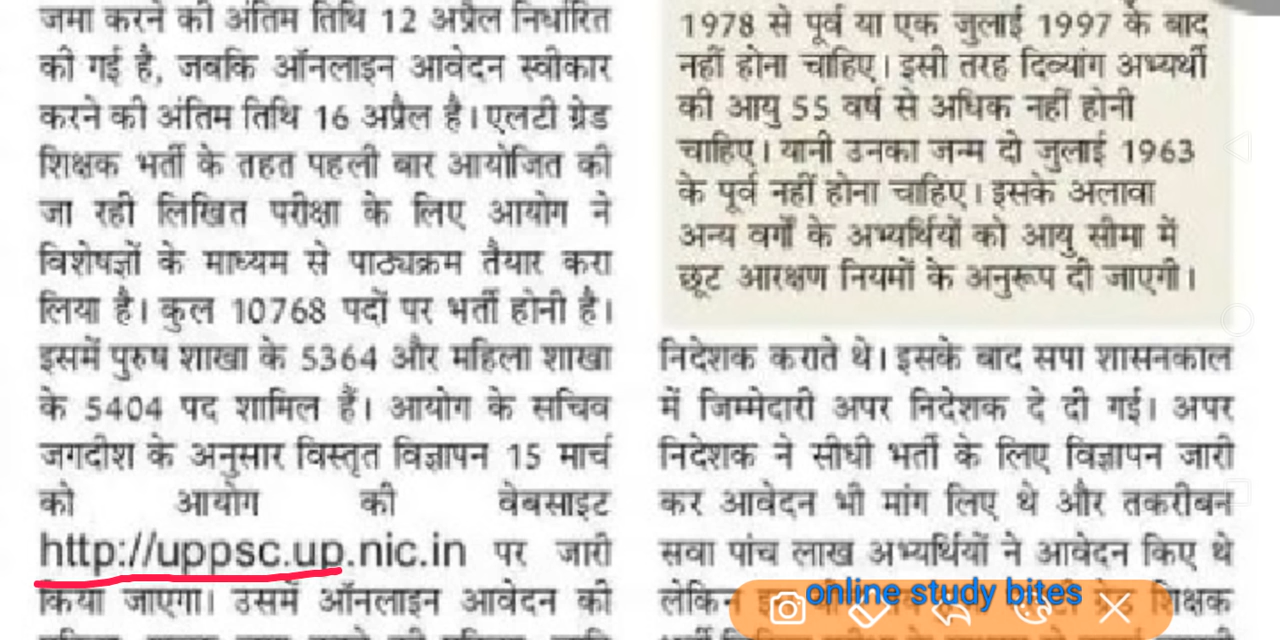 जमा करने की अंतिम तिथि 12 अप्रैल निर्धारित
की गई है, जबकि ऑनलाइन आवेदन स्वीकार
करने की अंतिम तिथि 16 अप्रैल है। एलटी ग्रेड
शिक्षक भर्ती के तहत पहली बार आयोजित की
जा रही लिखित परीक्षा के लिए आयोग ने
विशेषज्ञों के माध्यम से पाठ्यक्रम तैयार करा
लिया है। कुल 10768 पदों पर भर्ती होनी है।
इसमें पुरुष शाखा के 5364 और महिला शाखा
के 5404 पद शामिल हैं। आयोग के सचिव
जगदीश के अनुसार विस्तृत विज्ञापन 15 मार्च
को आयोग की वेबसाइट
http://uppsc.up.nic.in पर जारी
किया जाएगा। उसमें ऑनलाइन आवेदन की
1978 से पूर्व या एक जुलाई 1997 के बाद
नहीं होना चाहिए। इसी तरह दिव्यांग अभ्यर्थी
की आयु 55 वर्ष से अधिक नहीं होनी
चाहिए। यानी उनका जन्म दो जुलाई 1963
के पूर्व नहीं होना चाहिए। इसके अलावा
अन्य वर्गों के अभ्यर्थियों को आयु सीमा में
छूट आरक्षण नियमों के अनुरूप दी जाएगी।
निदेशक कराते थे। इसके बाद सपा शासनकाल
में जिम्मेदारी अपर निदेशक दे दी गई। अपर
निदेशक ने सीधी भर्ती के लिए विज्ञापन जारी
कर आवेदन भी मांग लिए थे और तकरीबन
सवा पांच लाख अभ्यर्थियों ने आवेदन किए थे
लेकिन ग्रेड शिक्षक
online study bites